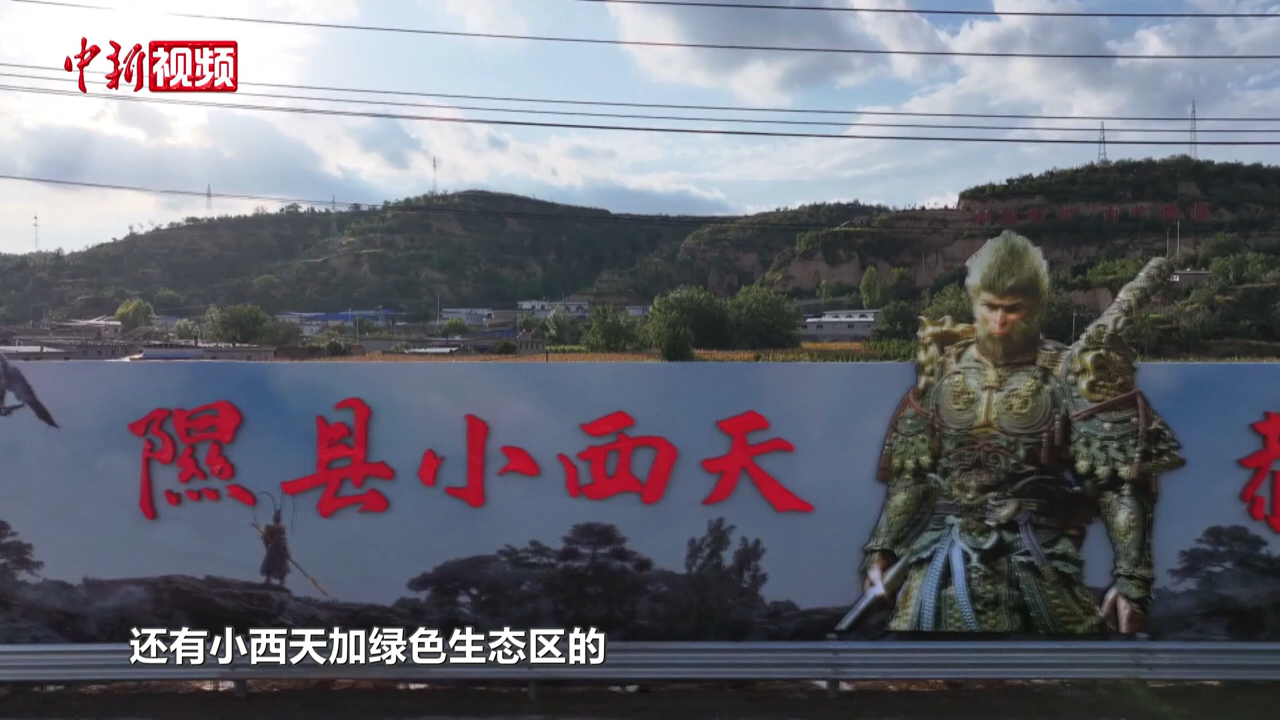 中新视频
隰县小西天
还有小西天加绿色生态区的